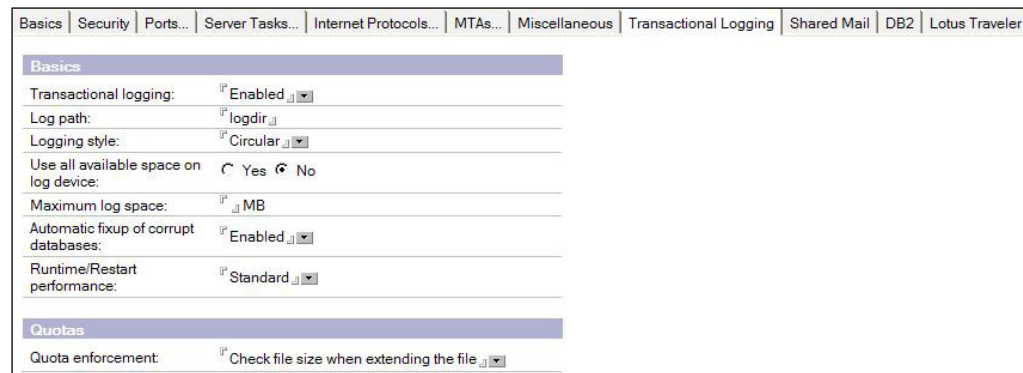 Basics Security Ports... Server Tasks... Internet Protocols... MTAs... Miscellaneous Transactional Logging Shared Mail DB2 Lotus Traveler
Basics
Transactional logging: Enabled
Log path: logdir
Logging style: Circular
Use all available space on
log device: Yes No
Maximum log space: MB
Automatic fixup of corrupt
databases: Enabled
Runtime/Restart
performance: Standard
Quotas
Quota enforcement: Check file size when extending the file